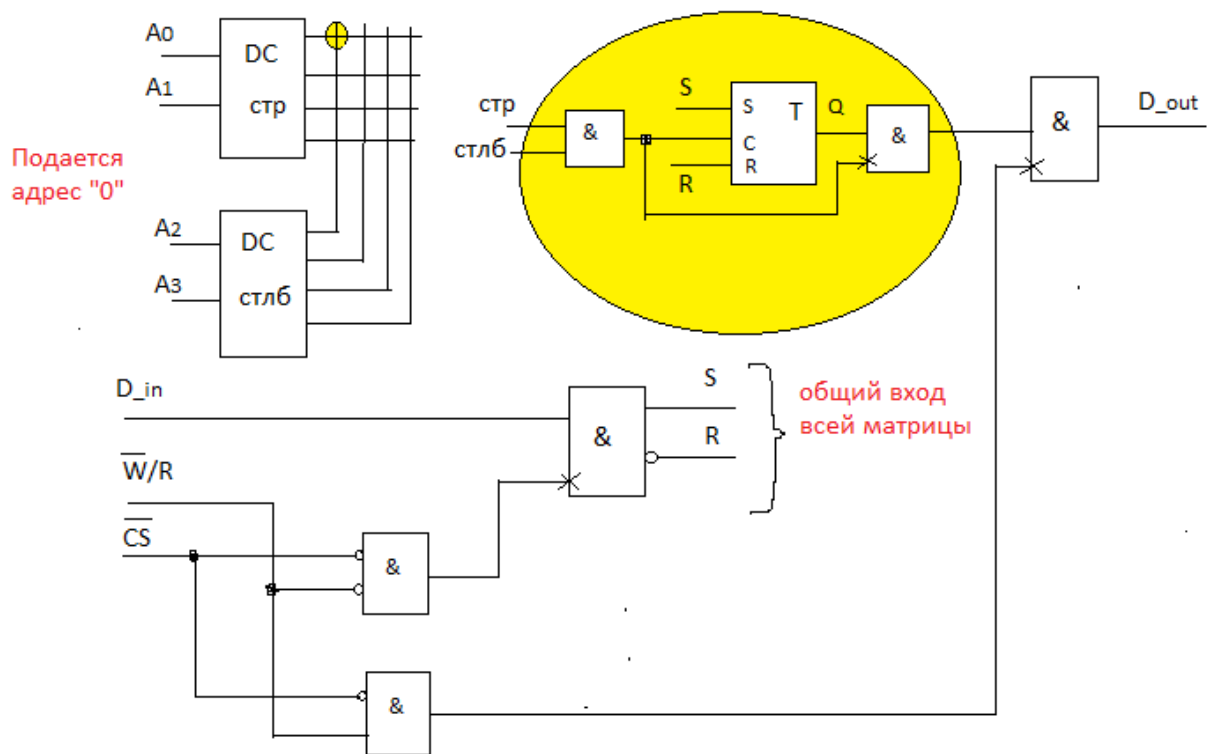 A0
A1
DC
стр
Подается
адрес "0"
A2
A3
DC
стлб
стр
стлб
&
S
R
S
C
R
T
Q
&
&
D_out
D_in
W̅/R
C̅S̅
&
S
R
общий вход
всей матрицы
&
&